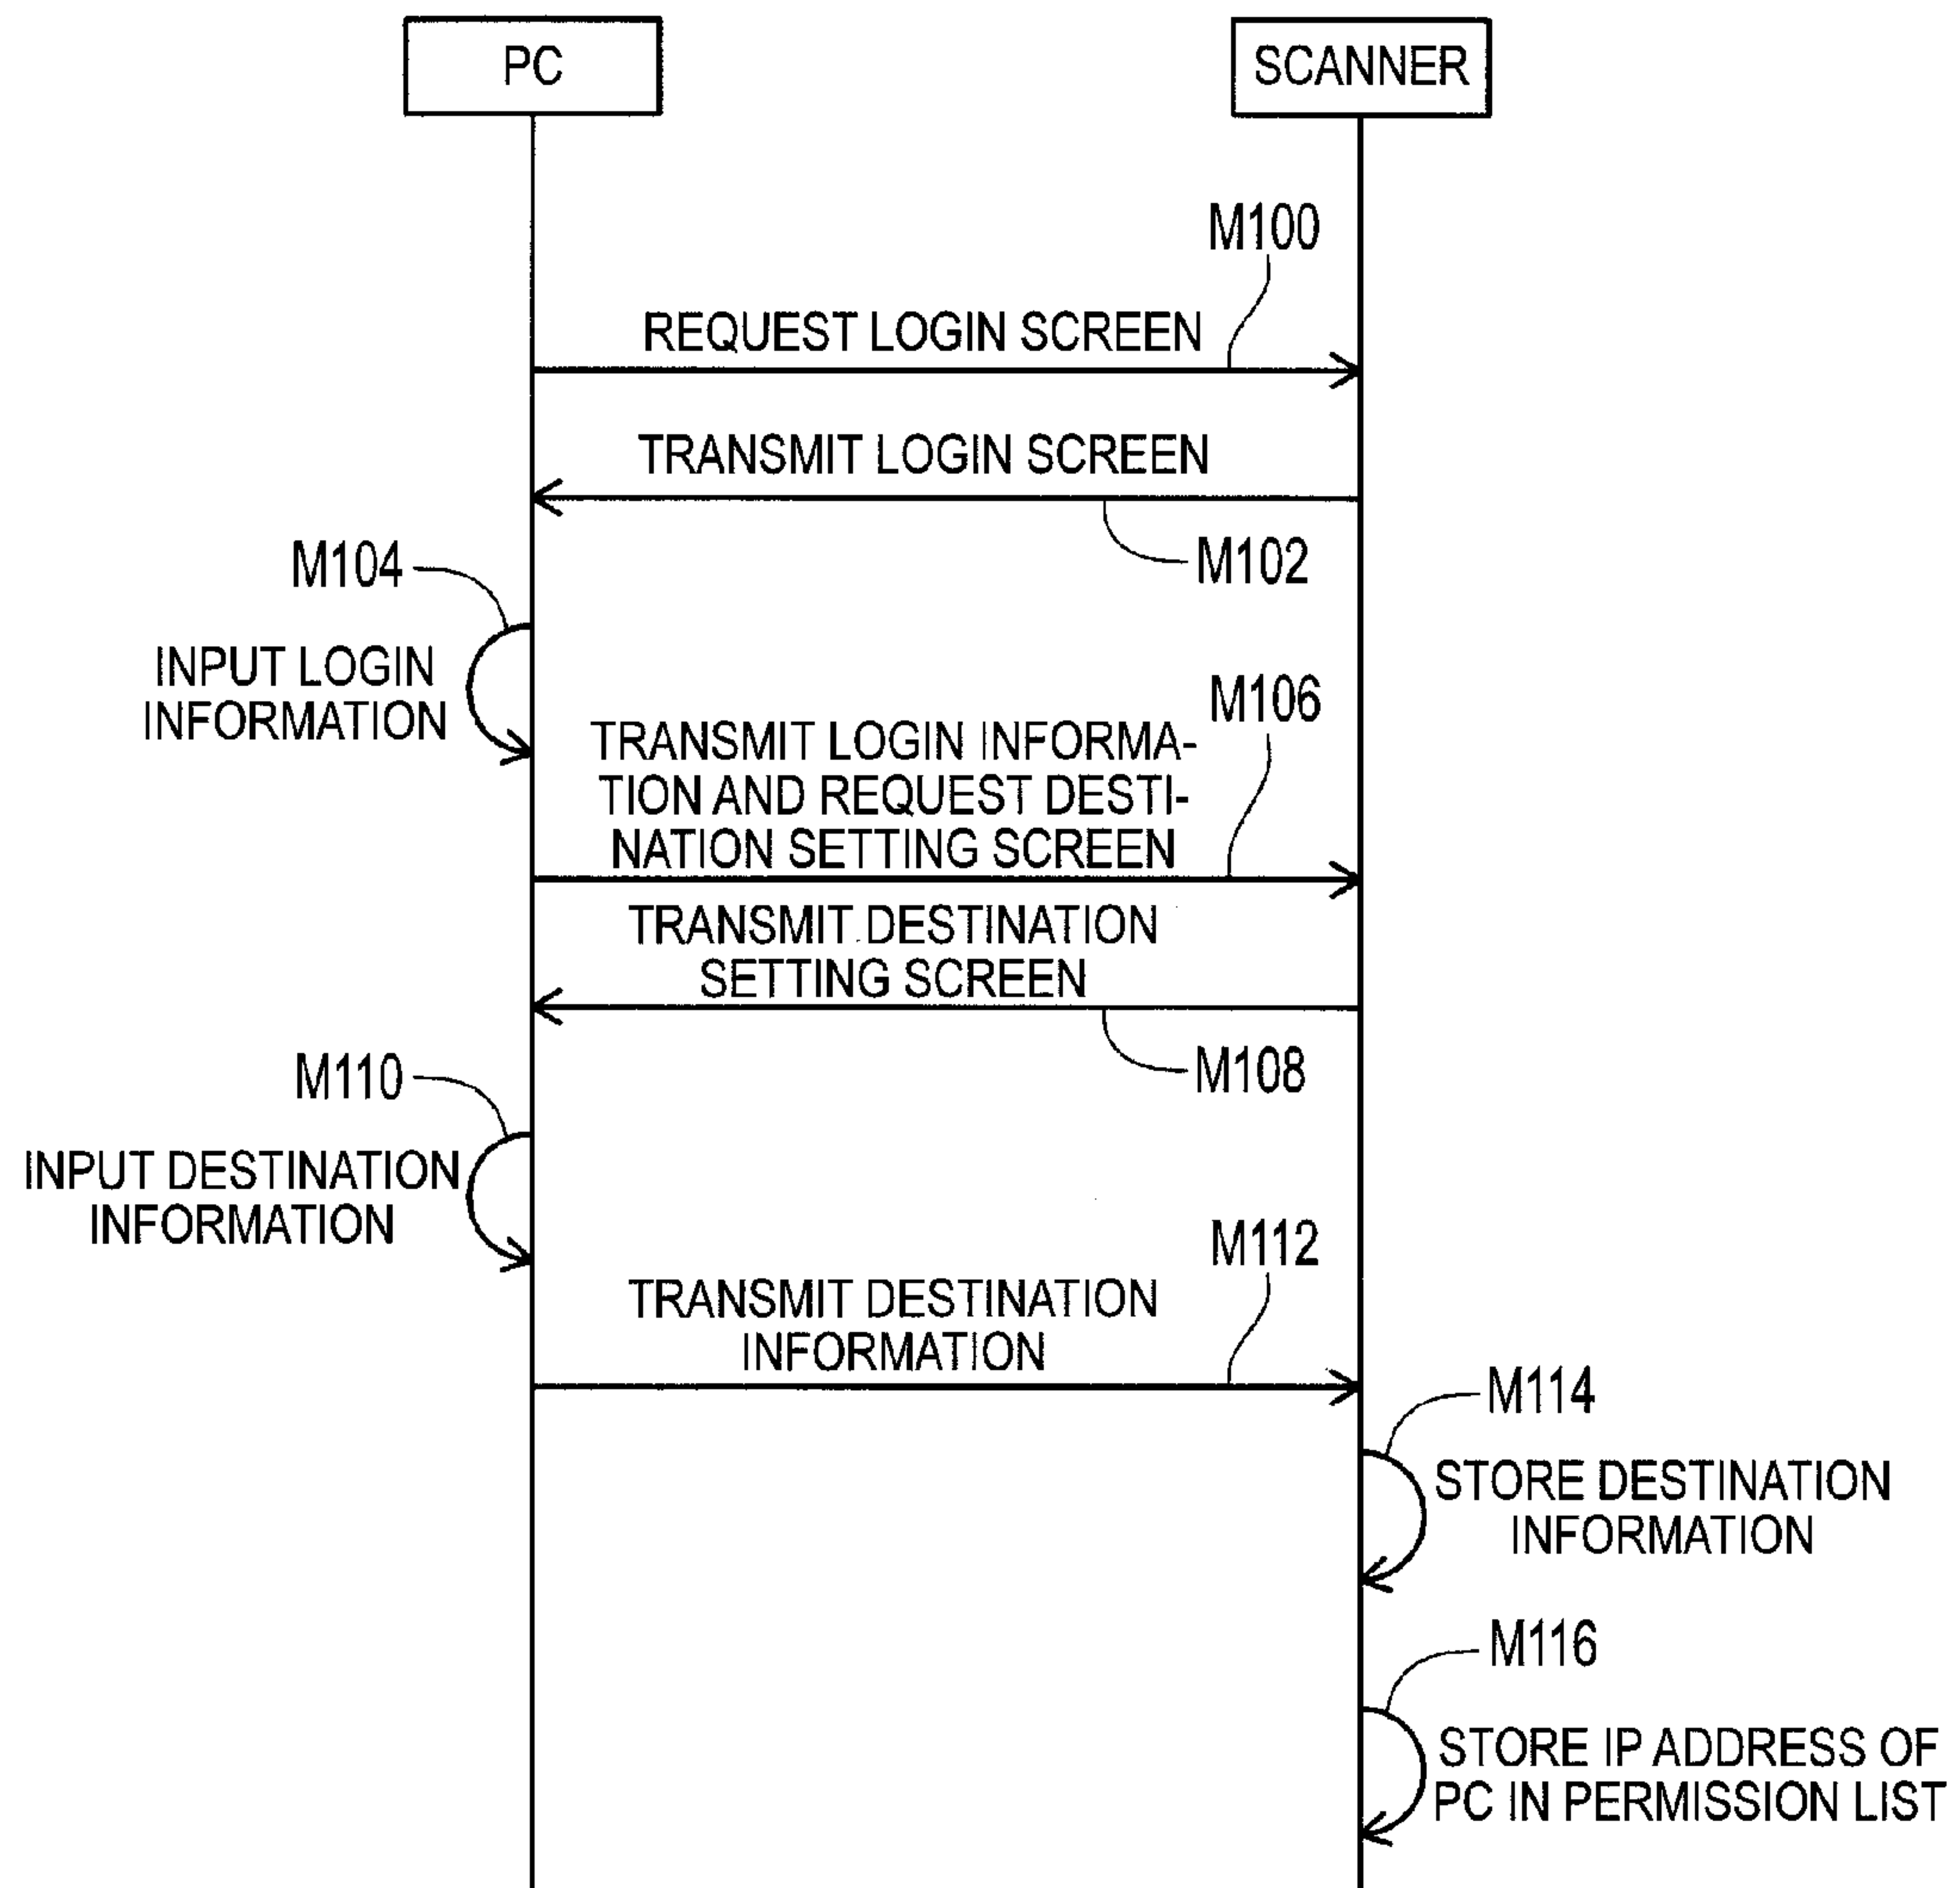 PC
SCANNER
M100
REQUEST LOGIN SCREEN
TRANSMIT LOGIN SCREEN
M102
M104
INPUT LOGIN
INFORMATION
M106
TRANSMIT LOGIN INFORMA-
TION AND REQUEST DESTI-
NATION SETTING SCREEN
TRANSMIT DESTINATION
SETTING SCREEN
M108
M110
INPUT DESTINATION
INFORMATION
M112
TRANSMIT DESTINATION
INFORMATION
M114
STORE DESTINATION
INFORMATION
M116
STORE IP ADDRESS OF
PC IN PERMISSION LIST